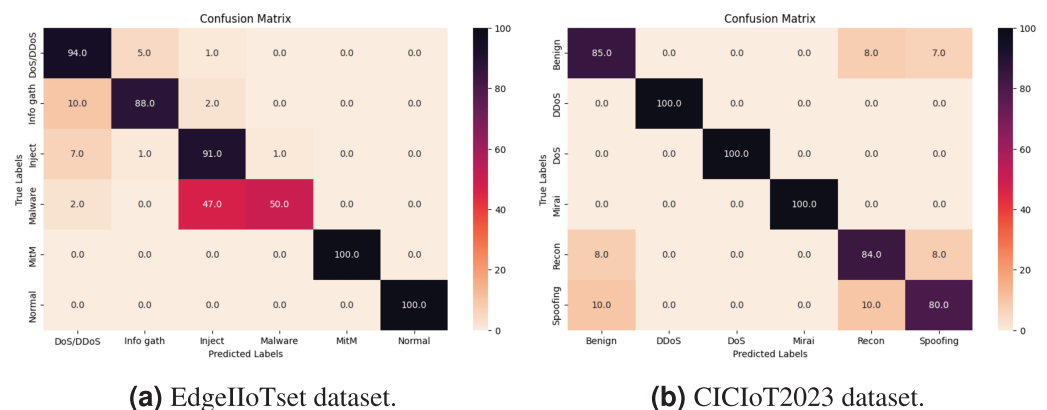 Confusion Matrix
DoS/DDoS 94.0 5.0 1.0 0.0 0.0 0.0
Info gath 10.0 88.0 2.0 0.0 0.0 0.0
Inject 7.0 1.0 91.0 1.0 0.0 0.0
Malware 2.0 0.0 47.0 50.0 0.0 0.0
MitM 0.0 0.0 0.0 0.0 100.0 0.0
Normal 0.0 0.0 0.0 0.0 0.0 100.0
True Labels
DoS/DDoS Info gath Inject Malware MitM Normal
Predicted Labels
100
80
60
40
20
0
(a) EdgeIIoTset dataset.
Confusion Matrix
Benign 85.0 0.0 0.0 0.0 8.0 7.0
DDoS 0.0 100.0 0.0 0.0 0.0 0.0
DoS 0.0 0.0 100.0 0.0 0.0 0.0
Mirai 0.0 0.0 0.0 100.0 0.0 0.0
Recon 8.0 0.0 0.0 0.0 84.0 8.0
Spoofing 10.0 0.0 0.0 0.0 10.0 80.0
True Labels
Benign DDoS DoS Mirai Recon Spoofing
Predicted Labels
100
80
60
40
20
0
(b) CICIoT2023 dataset.